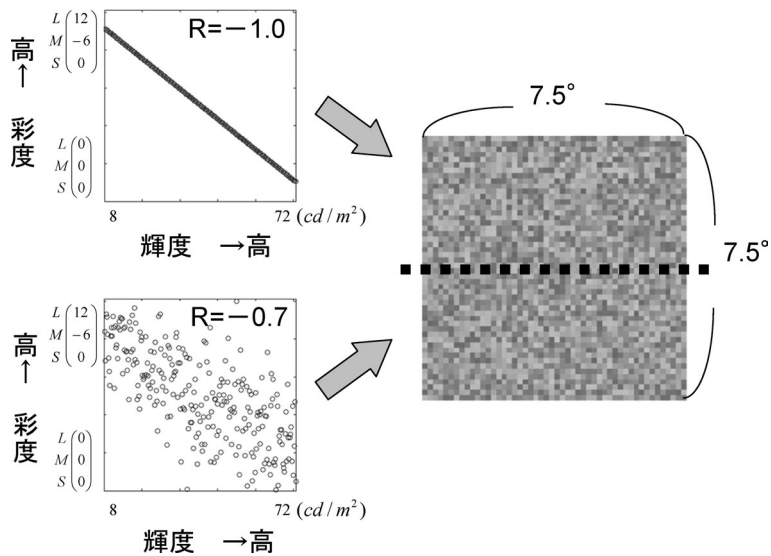 L 12
M −6
S 0
R=−1.0
高
←
彩度
L 0
M 0
S 0
8 72 (cd/m²)
輝度 →高
7.5°
7.5°
L 12
M −6
S 0
R=−0.7
高
←
彩度
L 0
M 0
S 0
8 72 (cd/m²)
輝度 →高